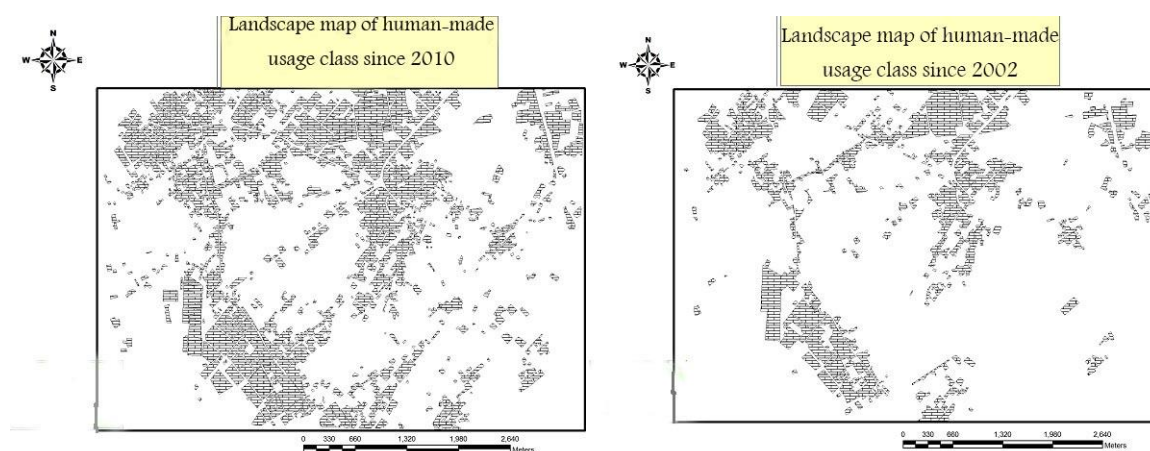 Landscape map of human-made
usage class since 2010
N
W E
S
0 330 660 1,320 1,980 2,640
Meters
Landscape map of human-made
usage class since 2002
N
W E
S
0 330 660 1,320 1,980 2,640
Meters